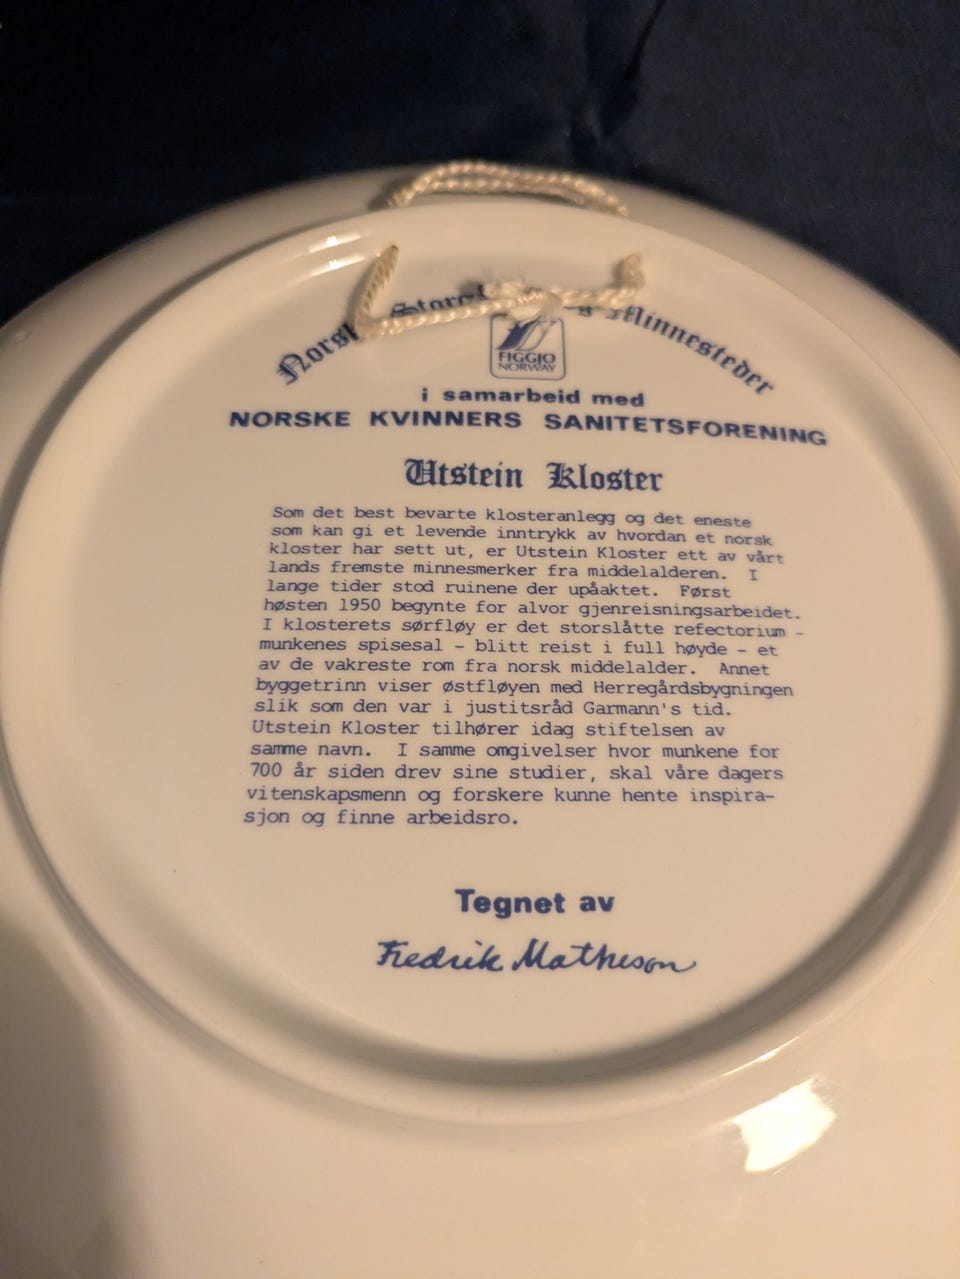 Minnesteder
FIGGJO
NORWAY
i samarbeid med
NORSKE KVINNERS SANITETSFORENING
Utstein Kloster
Som det best bevarte klosteranlegg og det eneste
som kan gi et levende inntrykk av hvordan et norsk
kloster har sett ut, er Utstein Kloster ett av vårt
lands fremste minnesmerker fra middelalderen. I
lange tider stod ruinene der upåaktet. Først
høsten 1950 begynte for alvor gjenreisningsarbeidet.
I klosterets sørfløy er det storslåtte refectorium -
munkenes spisesal - blitt reist i full høyde - et
av de vakreste rom fra norsk middelalder. Annet
byggetrinn viser østfløyen med Herregårdsbygningen
slik som den var i justitsråd Garmann's tid.
Utstein Kloster tilhører idag stiftelsen av
samme navn. I samme omgivelser hvor munkene for
700 år siden drev sine studier, skal våre dagers
vitenskapsmenn og forskere kunne hente inspira-
sjon og finne arbeidsro.
Tegnet av
Fredrik Matheson